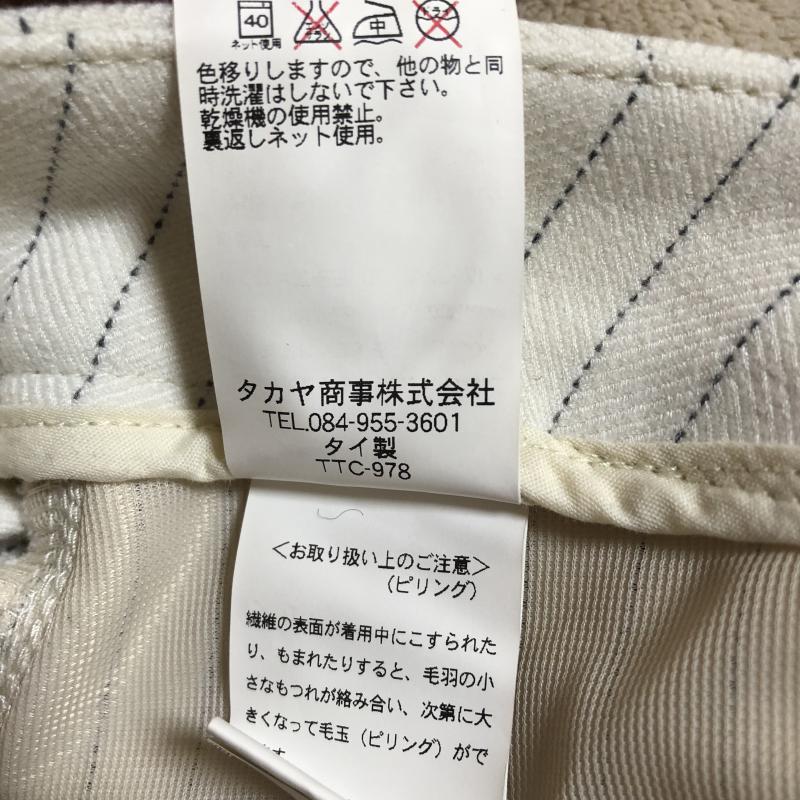 40
中
ネット使用
色移りしますので、他の物と同
時洗濯はしないで下さい。
乾燥機の使用禁止。
裏返しネット使用。
タカヤ商事株式会社
TEL.084-955-3601
タイ製
TTC-978
<お取り扱い上のご注意>
(ピリング)
繊維の表面が着用中にこすられた
り、もまれたりすると、毛羽の小
さなもつれが絡み合い、次第に大
きくなって毛玉(ピリング)がで